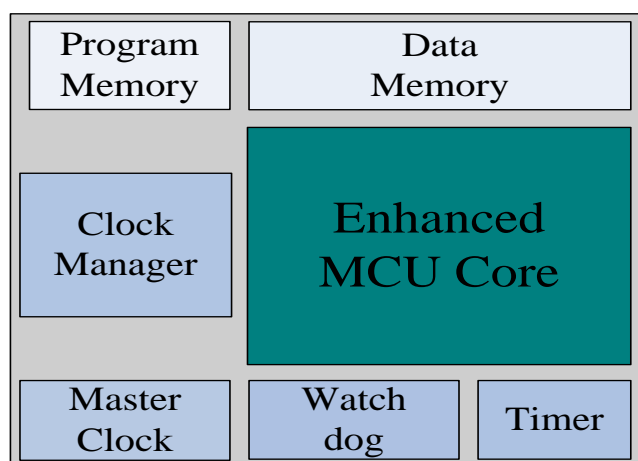 Program
Memory
Data
Memory
Clock
Manager
Enhanced
MCU Core
Master
Clock
Watch
dog
Timer